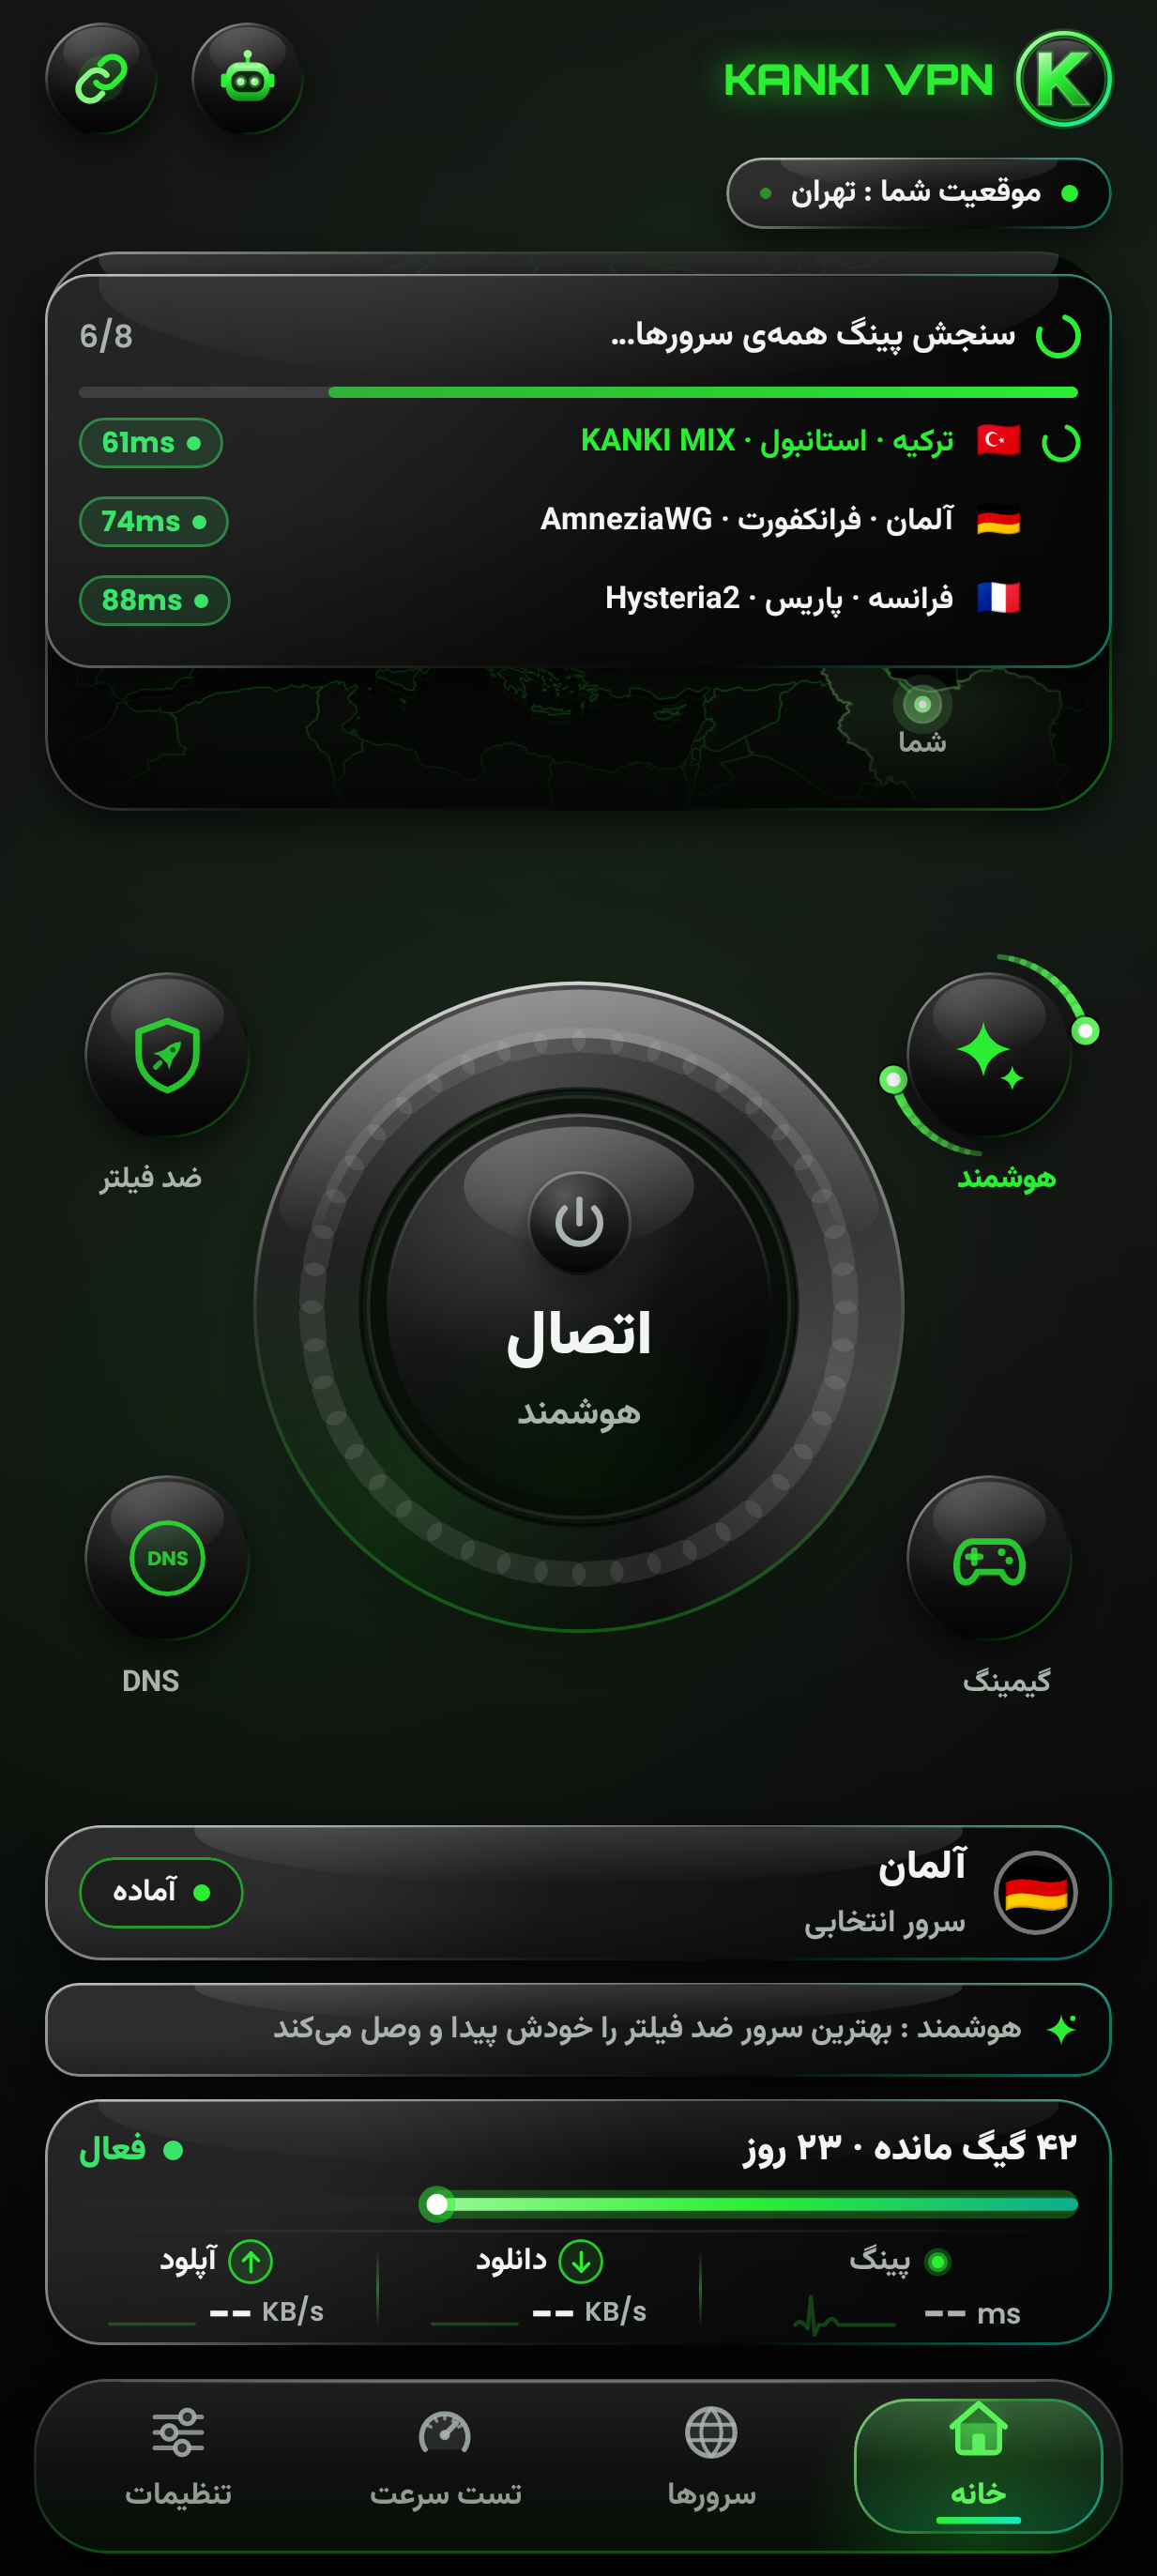 K KANKI VPN
موقعیت شما : تهران
سنجش پینگ همه‌ی سرورها...
6/8
ترکیه · استانبول · KANKI MIX
61ms
آلمان · فرانکفورت · AmneziaWG
74ms
فرانسه · پاریس · Hysteria2
88ms
شما
هوشمند
ضد فیلتر
اتصال
هوشمند
گیمینگ
DNS
DNS
آلمان
سرور انتخابی
آماده
هوشمند : بهترین سرور ضد فیلتر را خودش پیدا و وصل می‌کند
۴۲ گیگ مانده · ۲۳ روز
فعال
پینگ
-- ms
دانلود
-- KB/s
آپلود
-- KB/s
خانه
سرورها
تست سرعت
تنظیمات